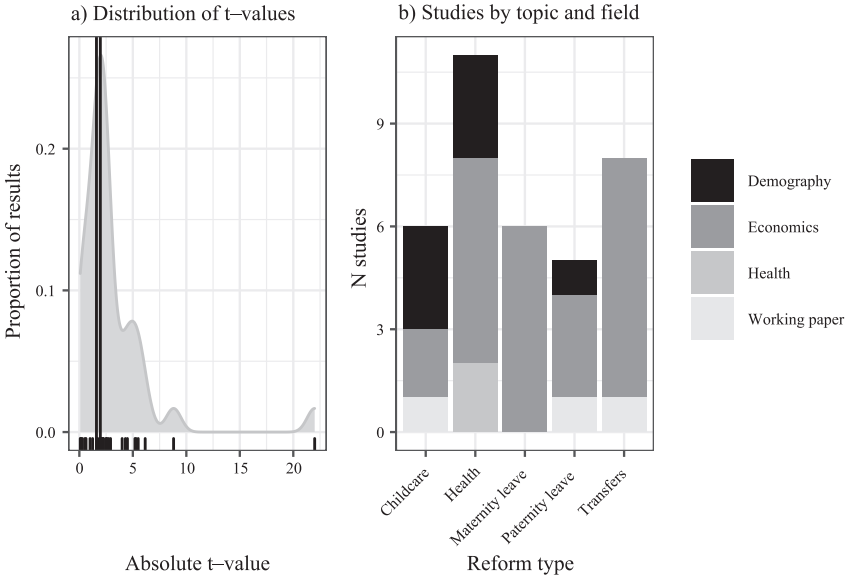 a) Distribution of t–values
b) Studies by topic and field
Proportion of results
0.2
0.1
0.0
0
5
10
15
20
Absolute t–value
N studies
9
6
3
0
Childcare
Health
Maternity leave
Paternity leave
Transfers
Reform type
Demography
Economics
Health
Working paper